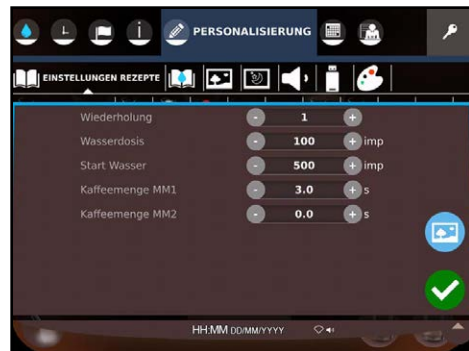 PERSONALISIERUNG
EINSTELLUNGEN REZEPTE
Wiederholung - 1 +
Wasserdosis - 100 + imp
Start Wasser - 500 + imp
Kaffeemenge MM1 - 3.0 + s
Kaffeemenge MM2 - 0.0 + s
HH:MM DD/MM/YYYY